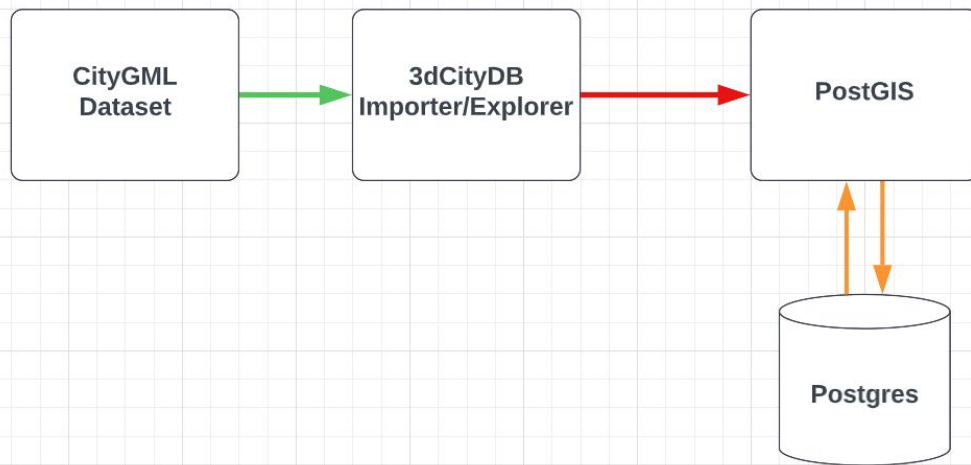 CityGML
Dataset
3dCityDB
Importer/Explorer
PostGIS
Postgres